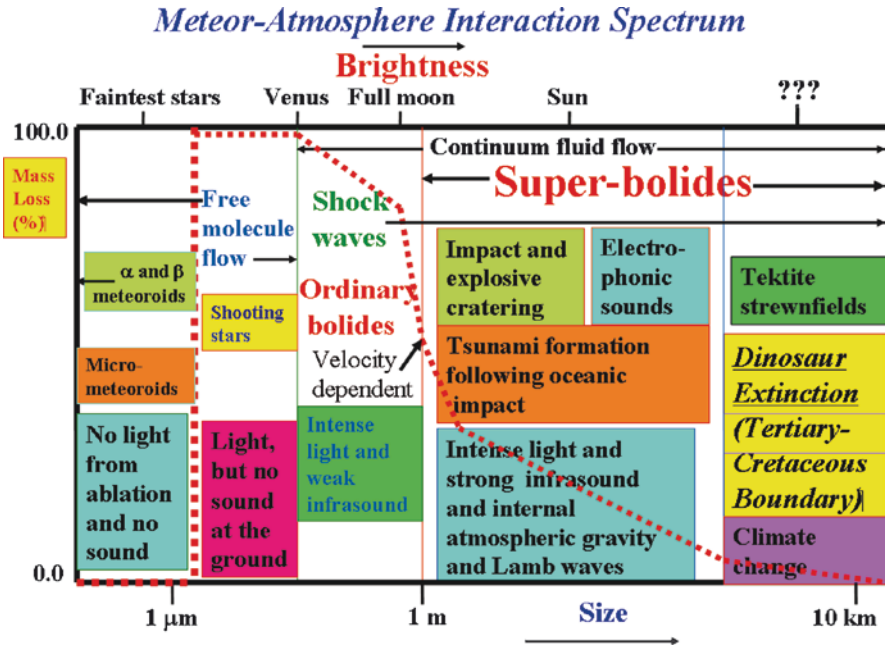 Meteor-Atmosphere Interaction Spectrum
Brightness
Faintest stars
Venus
Full moon
Sun
???
100.0
Mass
Loss
(%)
Continuum fluid flow
Super-bolides
Free
molecule
flow
Shock
waves
α and β
meteoroids
Shooting
stars
Ordinary
bolides
Velocity
dependent
Impact and
explosive
cratering
Electro-
phonic
sounds
Tektite
strewnfields
Micro-
meteoroids
Tsunami formation
following oceanic
impact
Dinosaur
Extinction
(Tertiary-
Cretaceous
Boundary)
No light
from
ablation
and no
sound
Light,
but no
sound
at the
ground
Intense
light and
weak
infrasound
Intense light and
strong infrasound
and internal
atmospheric gravity
and Lamb waves
Climate
change
0.0
1 μm
1 m
Size
10 km